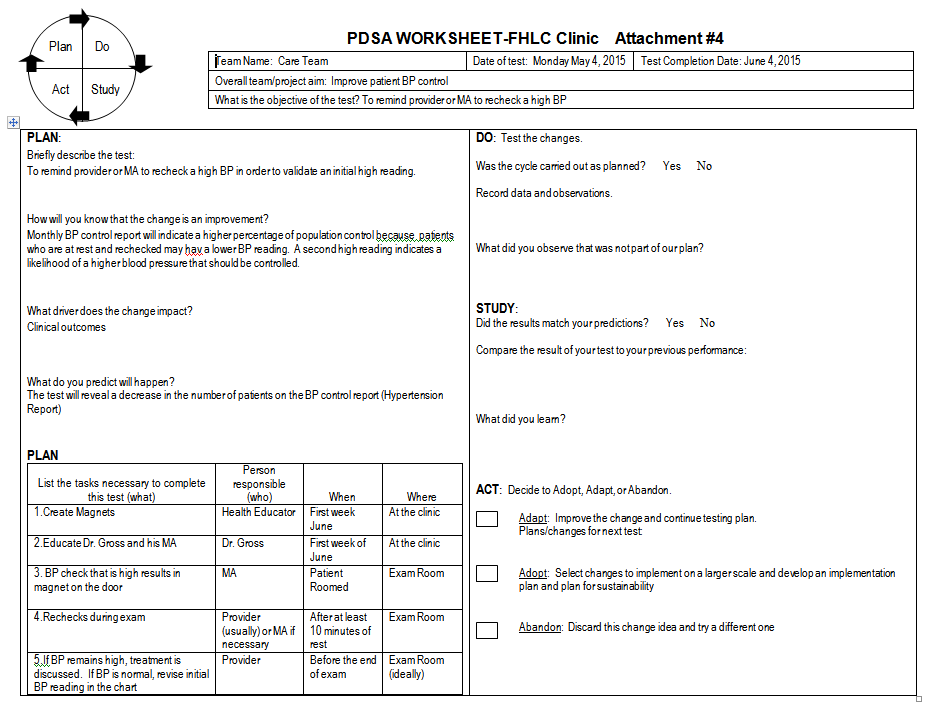 Plan Do
Act Study
PDSA WORKSHEET-FHLC Clinic Attachment #4
Team Name: Care Team
Date of test: Monday May 4, 2015
Test Completion Date: June 4, 2015
Overall team/project aim: Improve patient BP control
What is the objective of the test? To remind provider or MA to recheck a high BP
PLAN:
Briefly describe the test:
To remind provider or MA to recheck a high BP in order to validate an initial high reading.
How will you know that the change is an improvement?
Monthly BP control report will indicate a higher percentage of population control because patients
who are at rest and rechecked may hav a lower BP reading. A second high reading indicates a
likelihood of a higher blood pressure that should be controlled.
What driver does the change impact?
Clinical outcomes
What do you predict will happen?
The test will reveal a decrease in the number of patients on the BP control report (Hypertension
Report)
PLAN
List the tasks necessary to complete
this test (what)
Person
responsible
(who)
When
Where
1.Create Magnets
Health Educator
First week
June
At the clinic
2.Educate Dr. Gross and his MA
Dr. Gross
First week of
June
At the clinic
3. BP check that is high results in
magnet on the door
MA
Patient
Roomed
Exam Room
4.Rechecks during exam
Provider
(usually) or MA if
necessary
After at least
10 minutes of
rest
Exam Room
5.If BP remains high, treatment is
discussed. If BP is normal, revise initial
BP reading in the chart
Provider
Before the end
of exam
Exam Room
(ideally)
DO: Test the changes.
Was the cycle carried out as planned? Yes No
Record data and observations.
What did you observe that was not part of our plan?
STUDY:
Did the results match your predictions? Yes No
Compare the result of your test to your previous performance:
What did you learn?
ACT: Decide to Adopt, Adapt, or Abandon.
Adapt: Improve the change and continue testing plan.
Plans/changes for next test:
Adopt: Select changes to implement on a larger scale and develop an implementation
plan and plan for sustainability
Abandon: Discard this change idea and try a different one